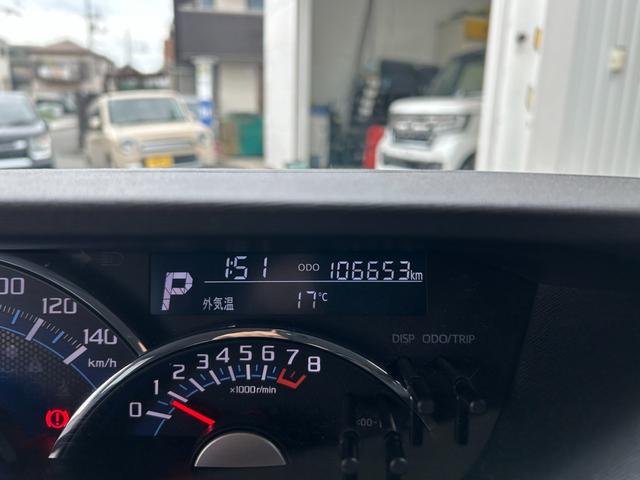 1:51 ODO 106653km
P
外気温 17℃
DISP ODO/TRIP
120
140
km/h
0 1 2 3 4 5 6 7 8
×1000r/min